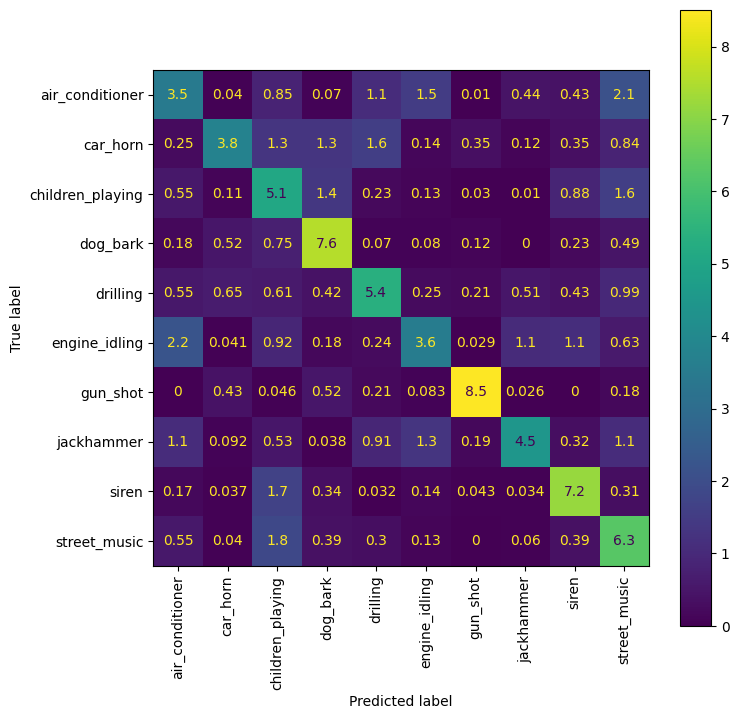 air_conditioner 3.5 0.04 0.85 0.07 1.1 1.5 0.01 0.44 0.43 2.1
car_horn 0.25 3.8 1.3 1.3 1.6 0.14 0.35 0.12 0.35 0.84
children_playing 0.55 0.11 5.1 1.4 0.23 0.13 0.03 0.01 0.88 1.6
dog_bark 0.18 0.52 0.75 7.6 0.07 0.08 0.12 0 0.23 0.49
drilling 0.55 0.65 0.61 0.42 5.4 0.25 0.21 0.51 0.43 0.99
engine_idling 2.2 0.041 0.92 0.18 0.24 3.6 0.029 1.1 1.1 0.63
gun_shot 0 0.43 0.046 0.52 0.21 0.083 8.5 0.026 0 0.18
jackhammer 1.1 0.092 0.53 0.038 0.91 1.3 0.19 4.5 0.32 1.1
siren 0.17 0.037 1.7 0.34 0.032 0.14 0.043 0.034 7.2 0.31
street_music 0.55 0.04 1.8 0.39 0.3 0.13 0 0.06 0.39 6.3
True label
air_conditioner
car_horn
children_playing
dog_bark
drilling
engine_idling
gun_shot
jackhammer
siren
street_music
Predicted label
8
7
6
5
4
3
2
1
0